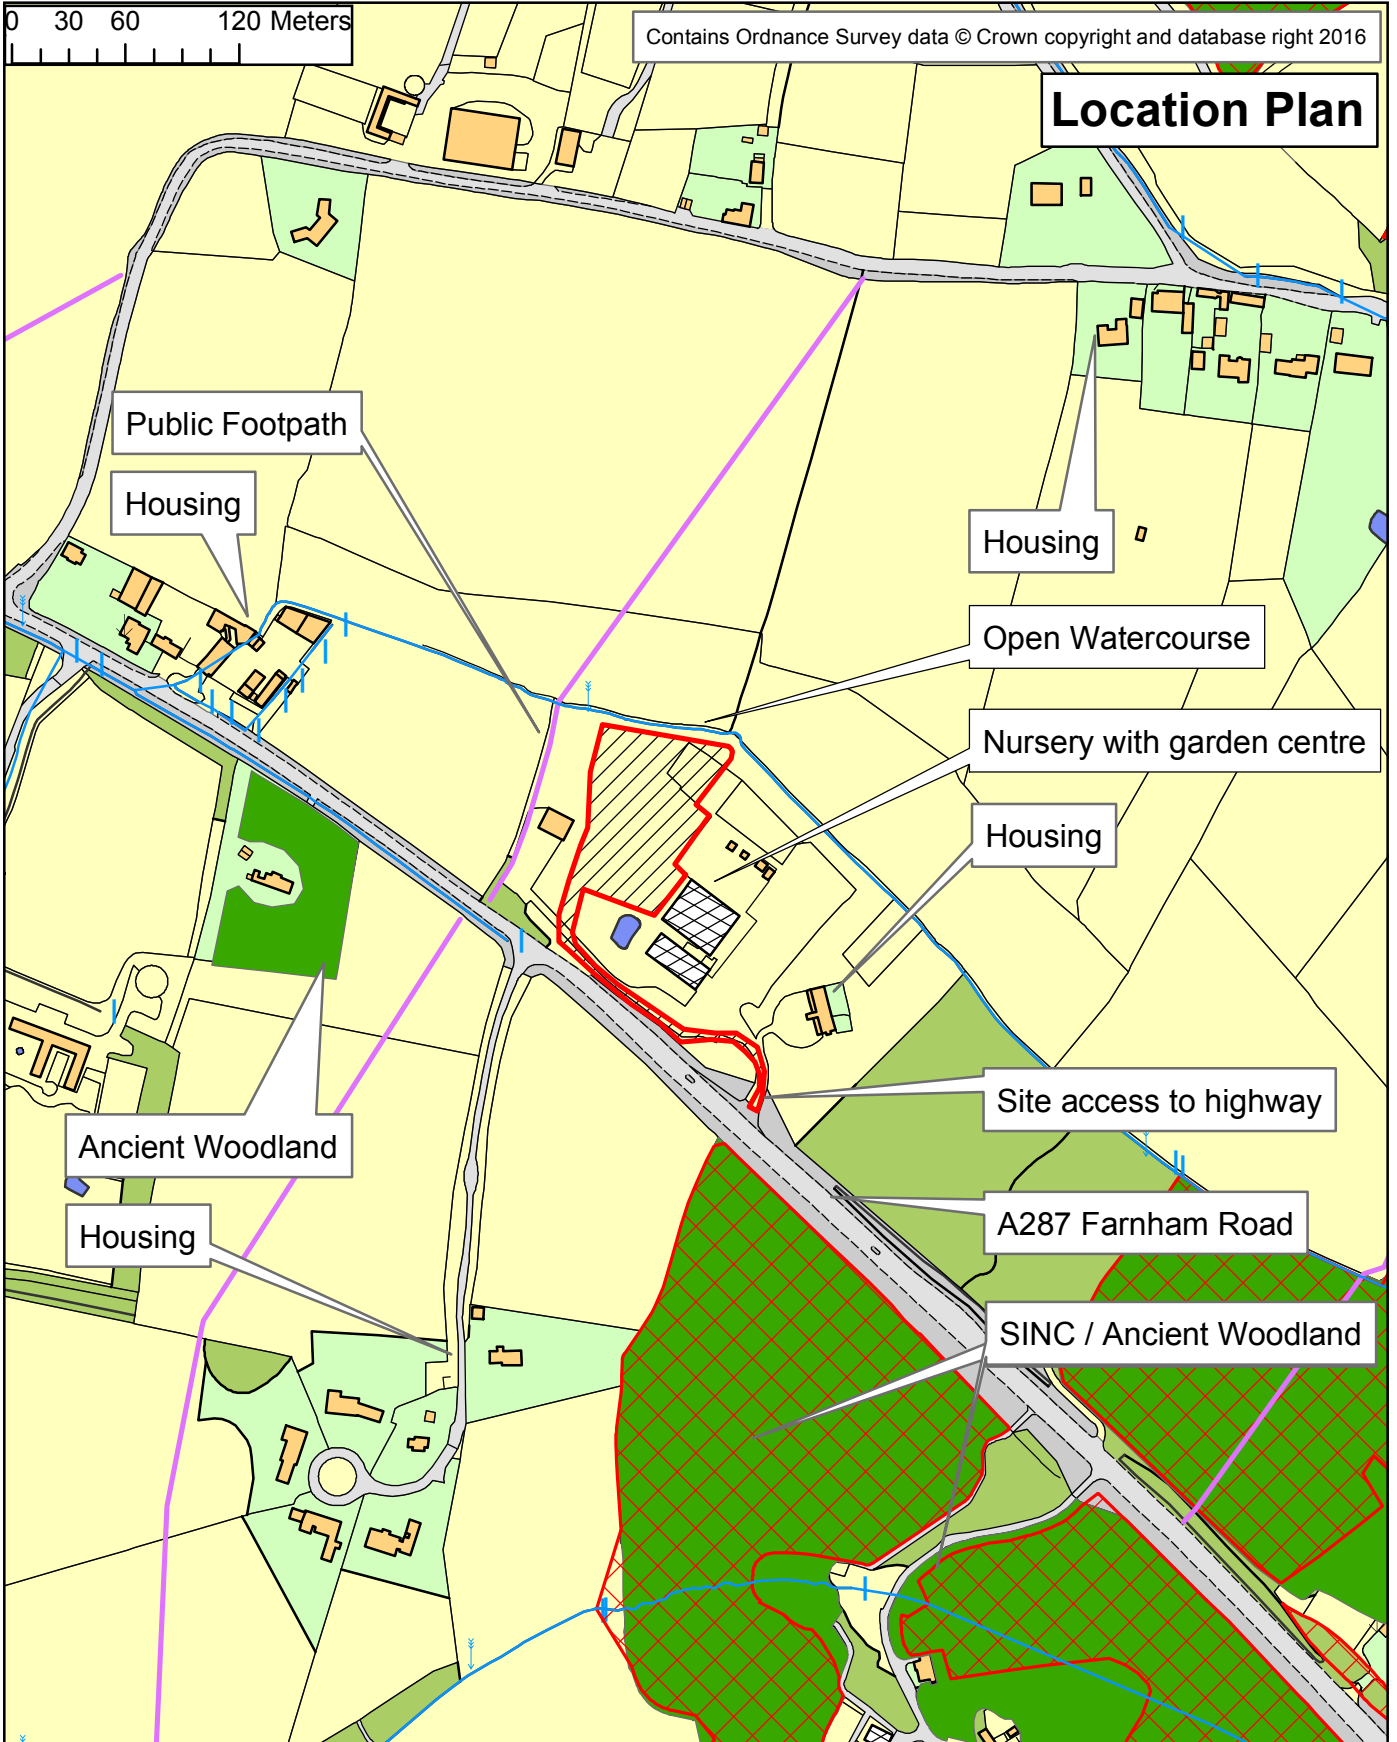 0 30 60 120 Meters
Contains Ordnance Survey data © Crown copyright and database right 2016
Location Plan
Public Footpath
Housing
Housing
Open Watercourse
Nursery with garden centre
Housing
Site access to highway
Ancient Woodland
A287 Farnham Road
Housing
SINC / Ancient Woodland